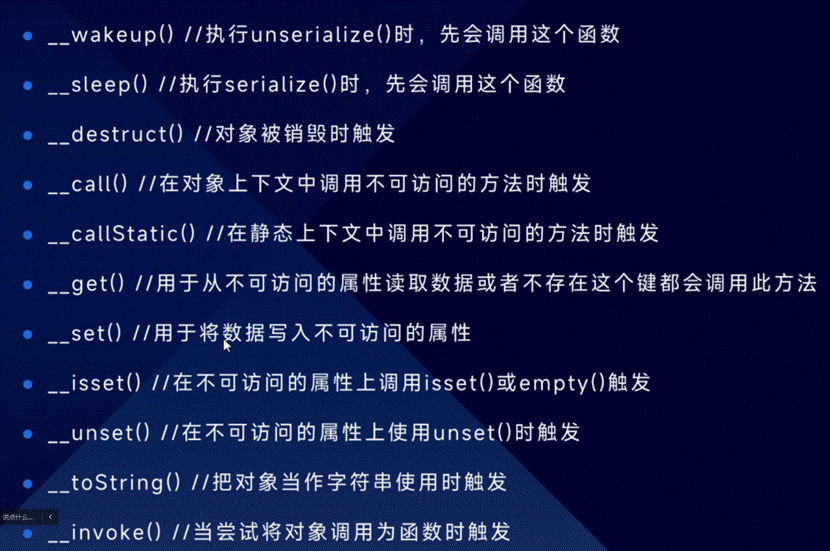 __wakeup() //执行unserialize()时，先会调用这个函数
__sleep() //执行serialize()时，先会调用这个函数
__destruct() //对象被销毁时触发
__call() //在对象上下文中调用不可访问的方法时触发
__callStatic() //在静态上下文中调用不可访问的方法时触发
__get() //用于从不可访问的属性读取数据或者不存在这个键都会调用此方法
__set() //用于将数据写入不可访问的属性
__isset() //在不可访问的属性上调用isset()或empty()触发
__unset() //在不可访问的属性上使用unset()时触发
__toString() //把对象当作字符串使用时触发
说点什么...
__invoke() //当尝试将对象调用为函数时触发